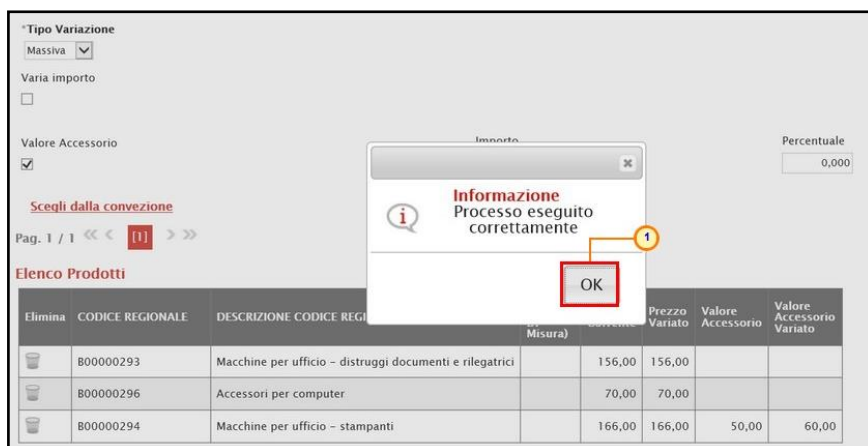 *Tipo Variazione
Massiva
Varia importo
Valore Accessorio
Percentuale
0,000
Informazione
Processo eseguito
correttamente
1
OK
Scegli dalla convezione
Pag. 1 / 1 << < [1] > >>
Elenco Prodotti
Elimina CODICE REGIONALE DESCRIZIONE CODICE REGI Misura) Prezzo Variato Valore Accessorio Valore Accessorio Variato
B00000293 Macchine per ufficio - distruggi documenti e rilegatrici 156,00 156,00
B00000296 Accessori per computer 70,00 70,00
B00000294 Macchine per ufficio - stampanti 166,00 166,00 50,00 60,00